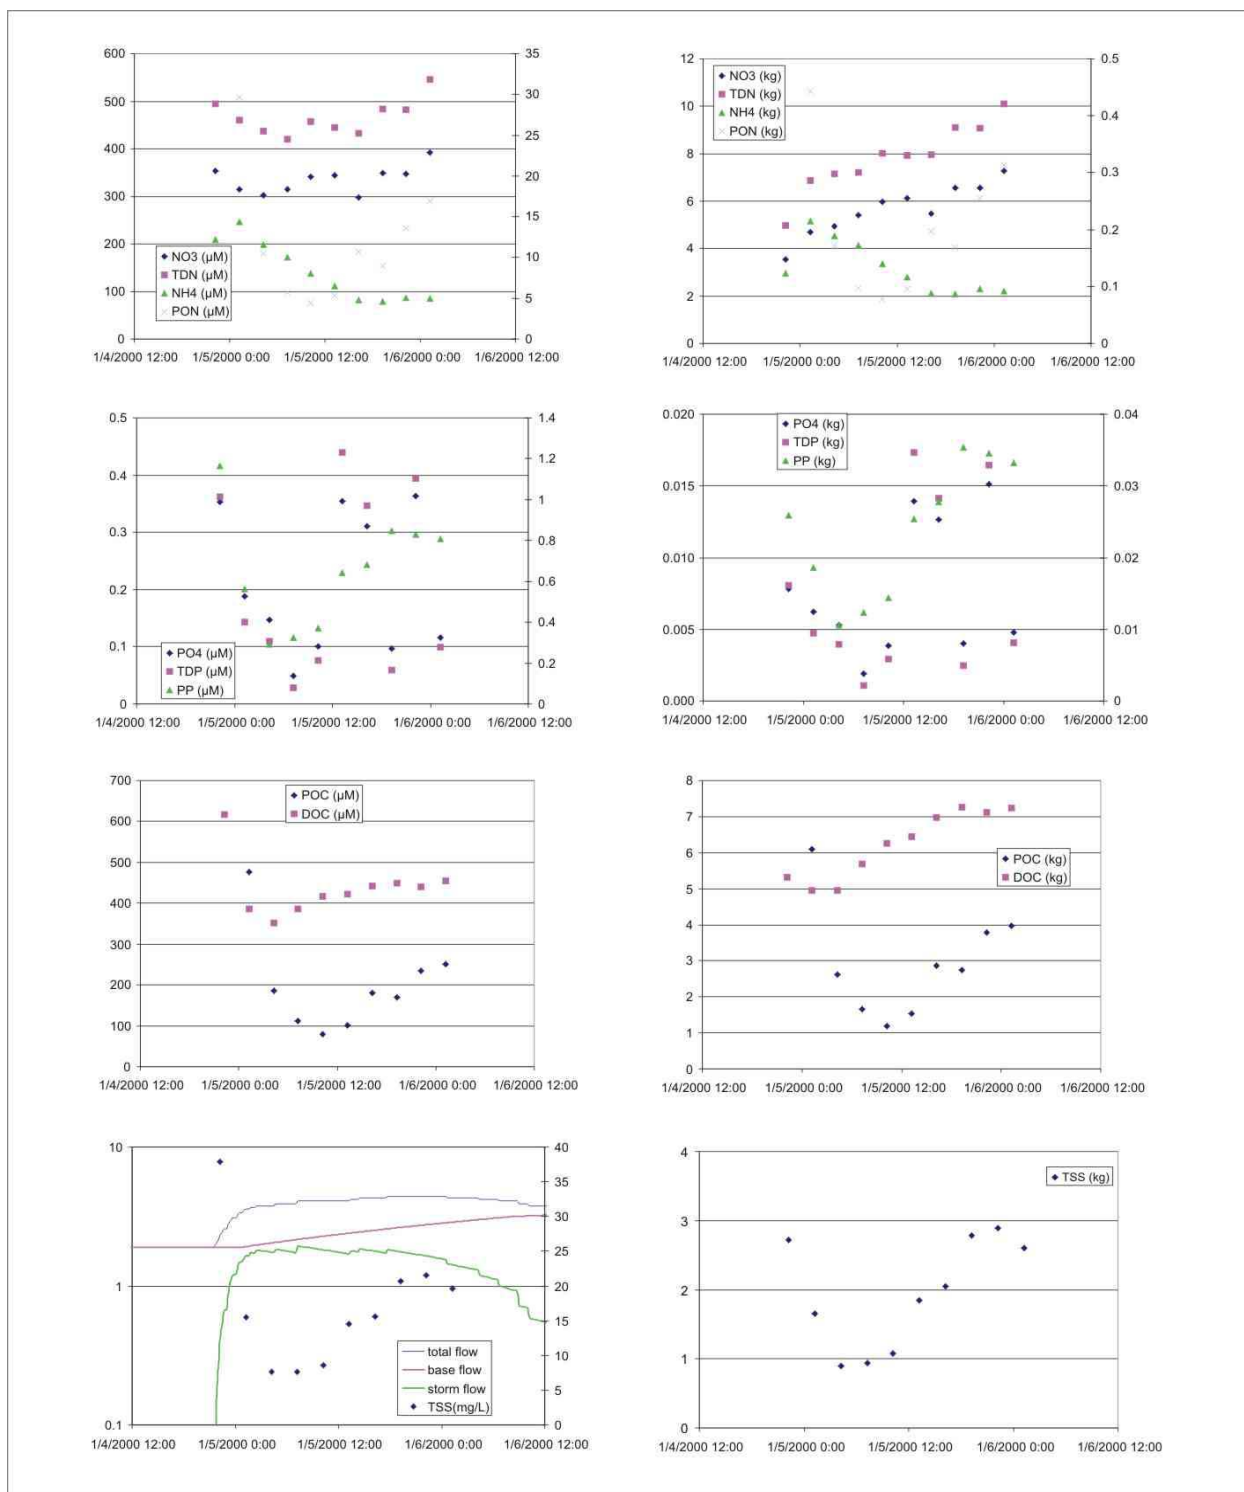 600
500
400
300
200
100
0
35
30
25
20
15
10
5
0
NO3 (µM)
TDN (µM)
NH4 (µM)
PON (µM)
1/4/2000 12:00 1/5/2000 0:00 1/5/2000 12:00 1/6/2000 0:00 1/6/2000 12:00
12
10
8
6
4
2
0
0.5
0.4
0.3
0.2
0.1
0
NO3 (kg)
TDN (kg)
NH4 (kg)
PON (kg)
1/4/2000 12:00 1/5/2000 0:00 1/5/2000 12:00 1/6/2000 0:00 1/6/2000 12:00
0.5
0.4
0.3
0.2
0.1
0
1.4
1.2
1
0.8
0.6
0.4
0.2
0
PO4 (µM)
TDP (µM)
PP (µM)
1/4/2000 12:00 1/5/2000 0:00 1/5/2000 12:00 1/6/2000 0:00 1/6/2000 12:00
0.020
0.015
0.010
0.005
0.000
0.04
0.03
0.02
0.01
0
PO4 (kg)
TDP (kg)
PP (kg)
1/4/2000 12:00 1/5/2000 0:00 1/5/2000 12:00 1/6/2000 0:00 1/6/2000 12:00
700
600
500
400
300
200
100
0
POC (µM)
DOC (µM)
1/4/2000 12:00 1/5/2000 0:00 1/5/2000 12:00 1/6/2000 0:00 1/6/2000 12:00
8
7
6
5
4
3
2
1
0
POC (kg)
DOC (kg)
1/4/2000 12:00 1/5/2000 0:00 1/5/2000 12:00 1/6/2000 0:00 1/6/2000 12:00
10
1
0.1
40
35
30
25
20
15
10
5
0
total flow
base flow
storm flow
TSS(mg/L)
1/4/2000 12:00 1/5/2000 0:00 1/5/2000 12:00 1/6/2000 0:00 1/6/2000 12:00
4
3
2
1
0
TSS (kg)
1/4/2000 12:00 1/5/2000 0:00 1/5/2000 12:00 1/6/2000 0:00 1/6/2000 12:00